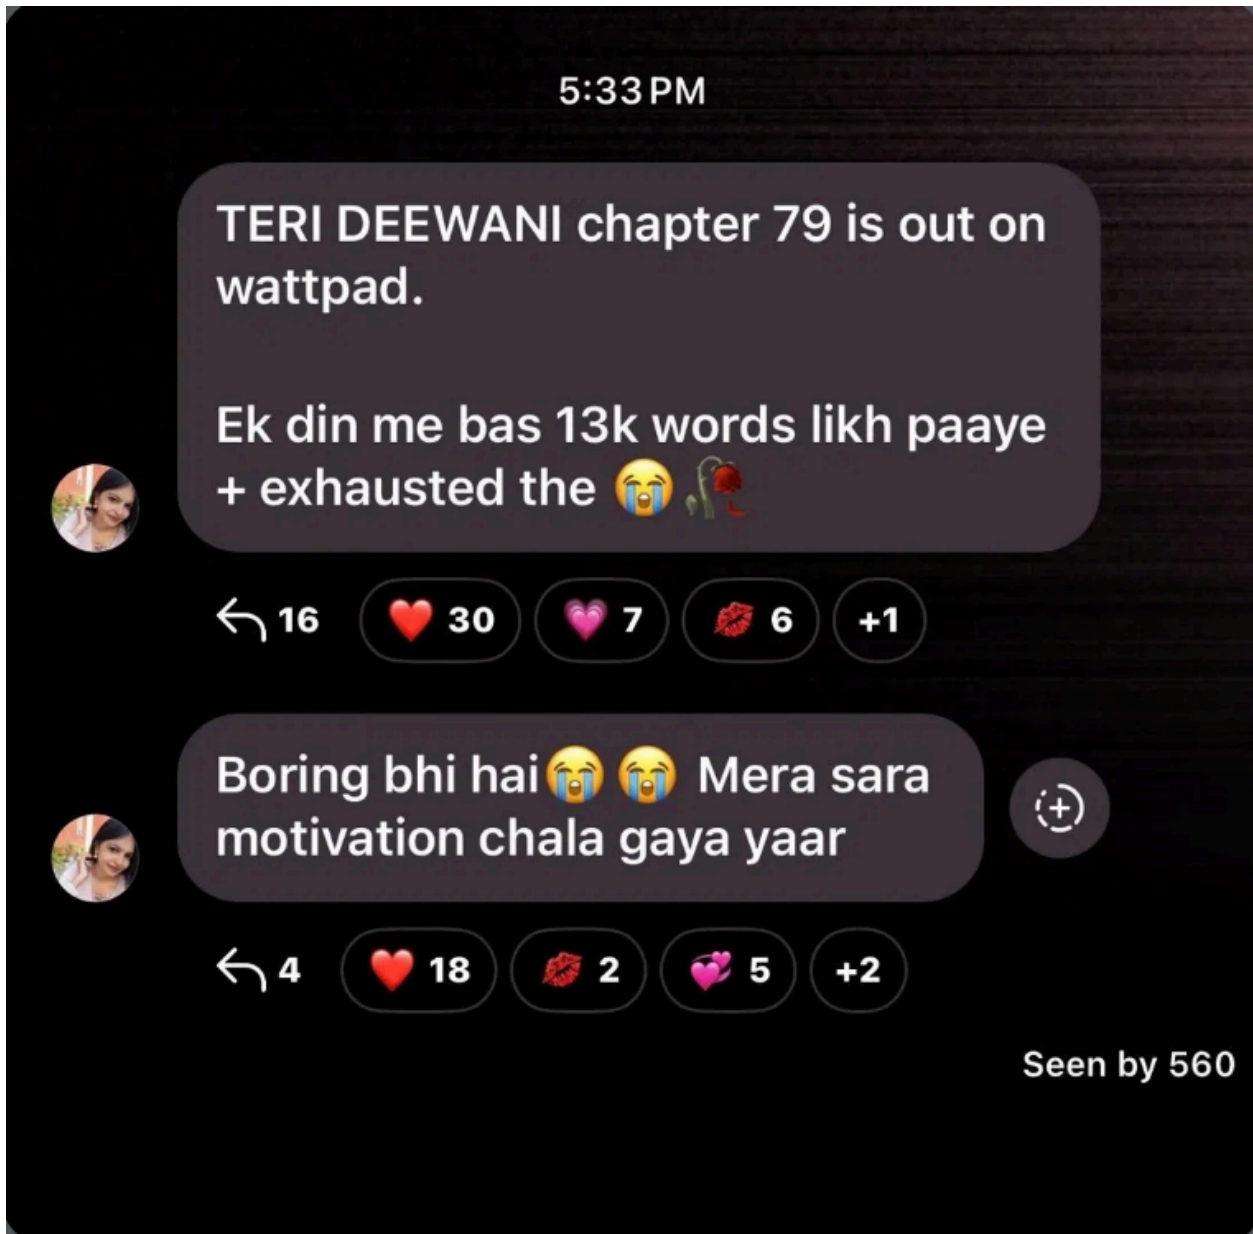 5:33 PM
TERI DEEWANI chapter 79 is out on
wattpad.
Ek din me bas 13k words likh paaye
+ exhausted the 😭🥀
16 ❤️ 30 💗 7 💋 6 +1
Boring bhi hai😭😭 Mera sara
motivation chala gaya yaar
4 ❤️ 18 💋 2 💞 5 +2
Seen by 560